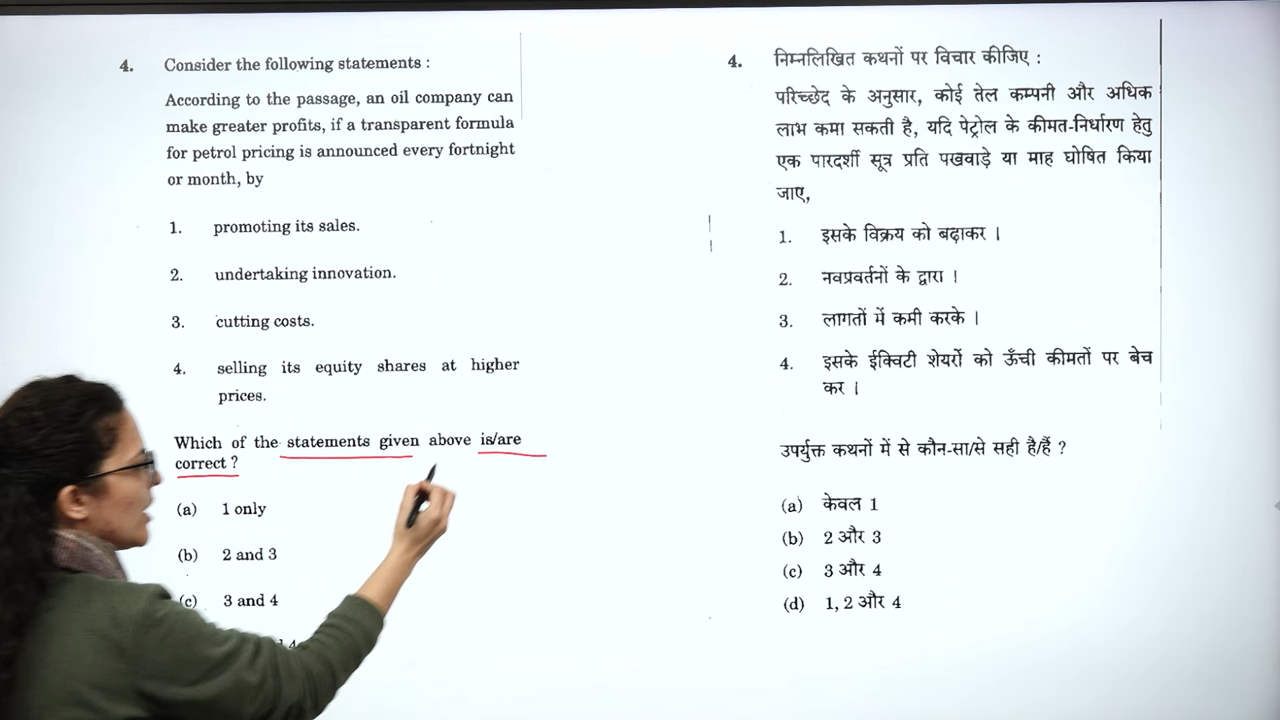 4. Consider the following statements :
According to the passage, an oil company can
make greater profits, if a transparent formula
for petrol pricing is announced every fortnight
or month, by
1. promoting its sales.
2. undertaking innovation.
3. cutting costs.
4. selling its equity shares at higher
prices.
Which of the statements given above is/are
correct ?
(a) 1 only
(b) 2 and 3
(c) 3 and 4
4. निम्नलिखित कथनों पर विचार कीजिए :
परिच्छेद के अनुसार, कोई तेल कम्पनी और अधिक
लाभ कमा सकती है, यदि पेट्रोल के कीमत-निर्धारण हेतु
एक पारदर्शी सूत्र प्रति पखवाड़े या माह घोषित किया
जाए,
1. इसके विक्रय को बढ़ाकर ।
2. नवप्रवर्तनों के द्वारा ।
3. लागतों में कमी करके ।
4. इसके ईक्विटी शेयरों को ऊँची कीमतों पर बेच
कर ।
उपर्युक्त कथनों में से कौन-सा/से सही है/हैं ?
(a) केवल 1
(b) 2 और 3
(c) 3 और 4
(d) 1, 2 और 4